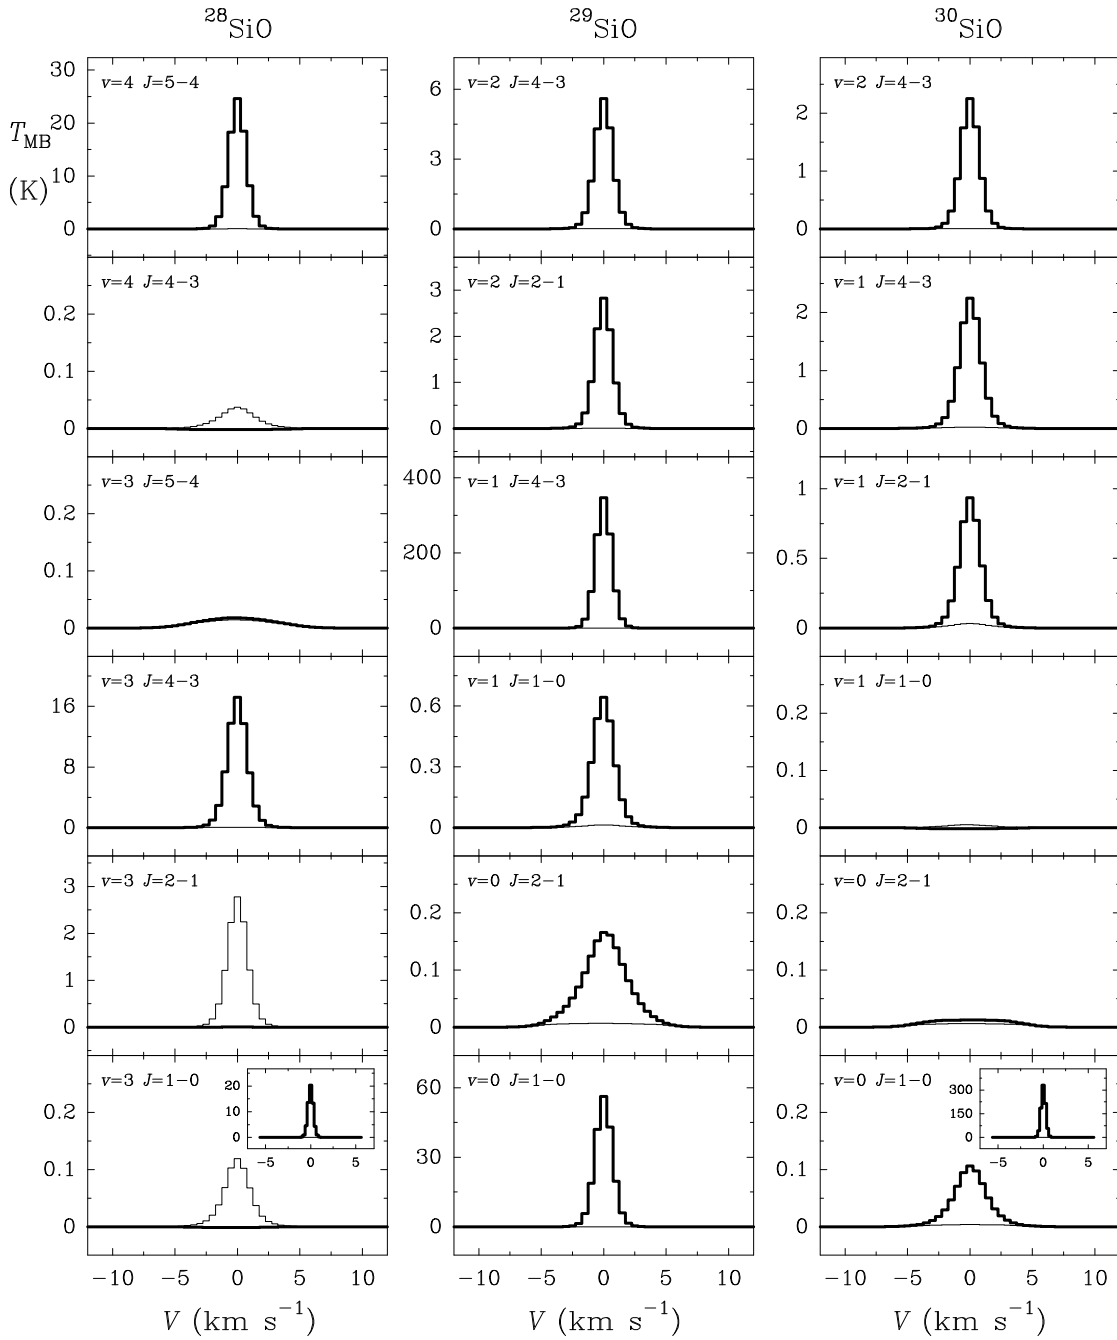 ²⁸SiO ²⁹SiO ³⁰SiO
T_MB
(K)
v=4 J=5−4
30
20
10
0
v=2 J=4−3
6
3
0
v=2 J=4−3
2
1
0
v=4 J=4−3
0.2
0.1
0
v=2 J=2−1
3
2
1
0
v=1 J=4−3
2
1
0
v=3 J=5−4
0.2
0.1
0
v=1 J=4−3
400
200
0
v=1 J=2−1
1
0.5
0
v=3 J=4−3
16
8
0
v=1 J=1−0
0.6
0.3
0
v=1 J=1−0
0.2
0.1
0
v=3 J=2−1
3
2
1
0
v=0 J=2−1
0.2
0.1
0
v=0 J=2−1
0.2
0.1
0
v=3 J=1−0
0.2
0.1
0
20
10
0
−5 0 5
v=0 J=1−0
60
30
0
v=0 J=1−0
0.2
0.1
0
300
150
0
−5 0 5
−10 −5 0 5 10 −10 −5 0 5 10 −10 −5 0 5 10
V (km s⁻¹) V (km s⁻¹) V (km s⁻¹)